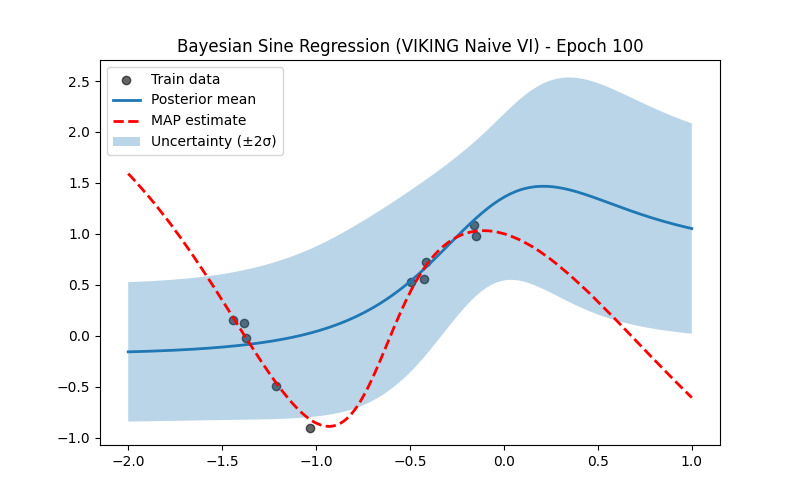 Bayesian Sine Regression (VIKING Naive VI) - Epoch 100
Train data
Posterior mean
MAP estimate
Uncertainty (±2σ)
2.5
2.0
1.5
1.0
0.5
0.0
−0.5
−1.0
−2.0 −1.5 −1.0 −0.5 0.0 0.5 1.0